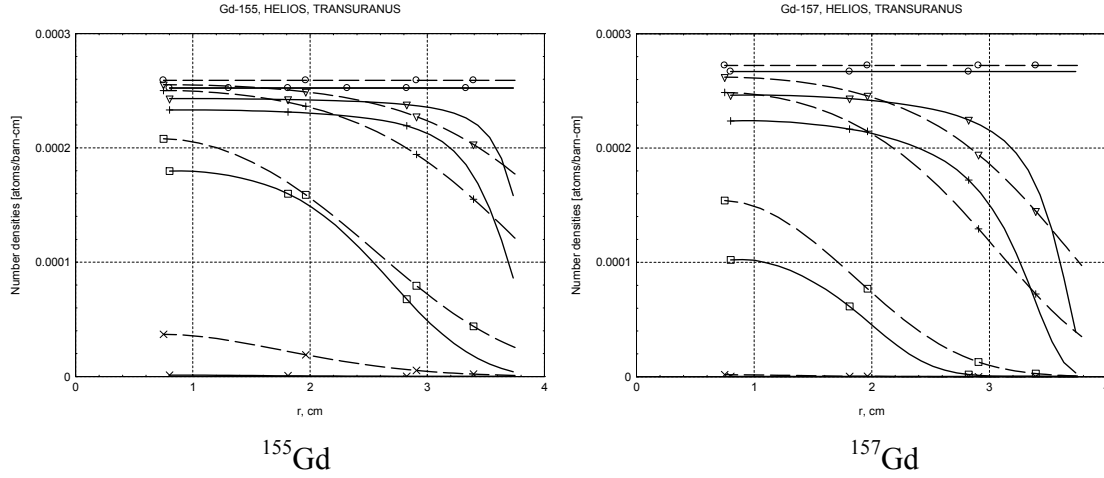 Gd-155, HELIOS, TRANSURANUS
0.0003
0.0002
0.0001
0
0 1 2 3 4
Number densities [atoms/barn-cm]
r, cm
155Gd
Gd-157, HELIOS, TRANSURANUS
0.0003
0.0002
0.0001
0
0 1 2 3
Number densities [atoms/barn-cm]
r, cm
157Gd